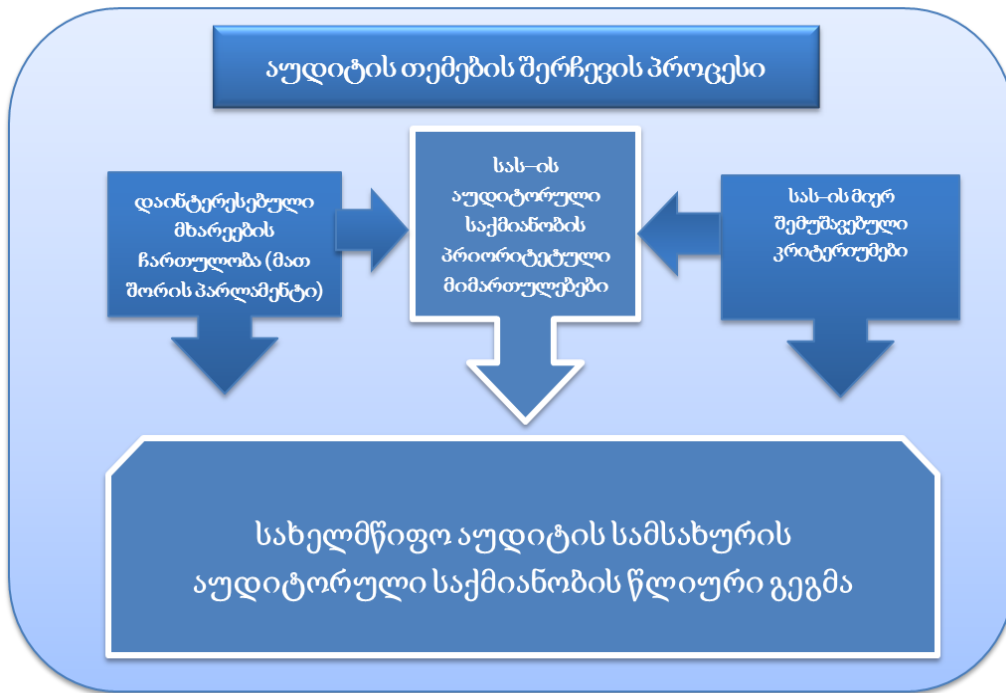 აუდიტის თემების შერჩევის პროცესი
დაინტერესებული
მხარეების
ჩართულობა (მათ
შორის პარლამენტი)
სას–ის
აუდიტორული
საქმიანობის
პრიორიტეტული
მიმართულებები
სას–ის მიერ
შემუშავებული
კრიტერიუმები
სახელმწიფო აუდიტის სამსახურის
აუდიტორული საქმიანობის წლიური გეგმა